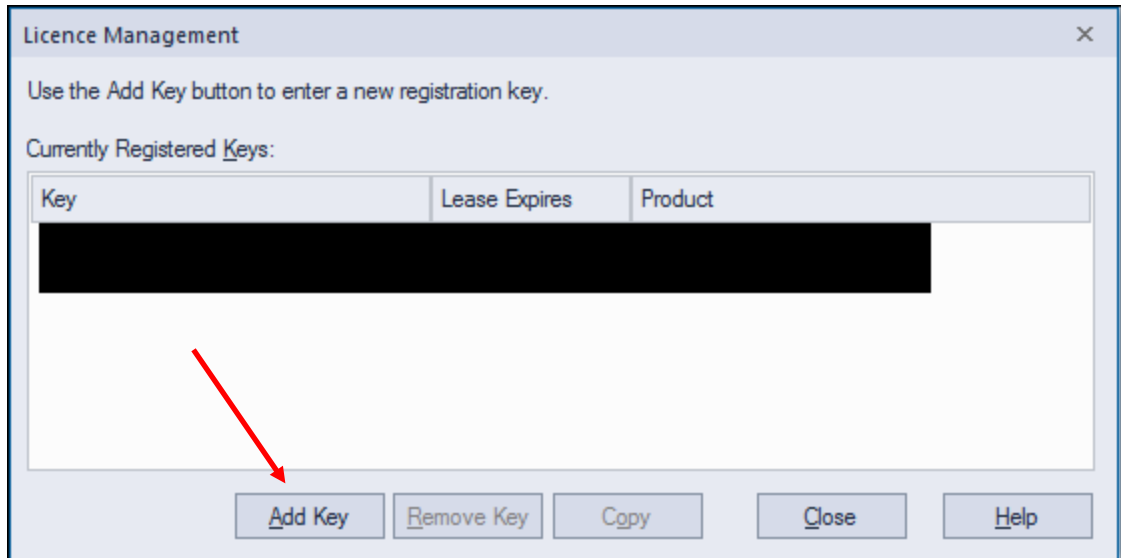 Licence Management
Use the Add Key button to enter a new registration key.
Currently Registered Keys:
Key Lease Expires Product
Add Key Remove Key Copy Close Help